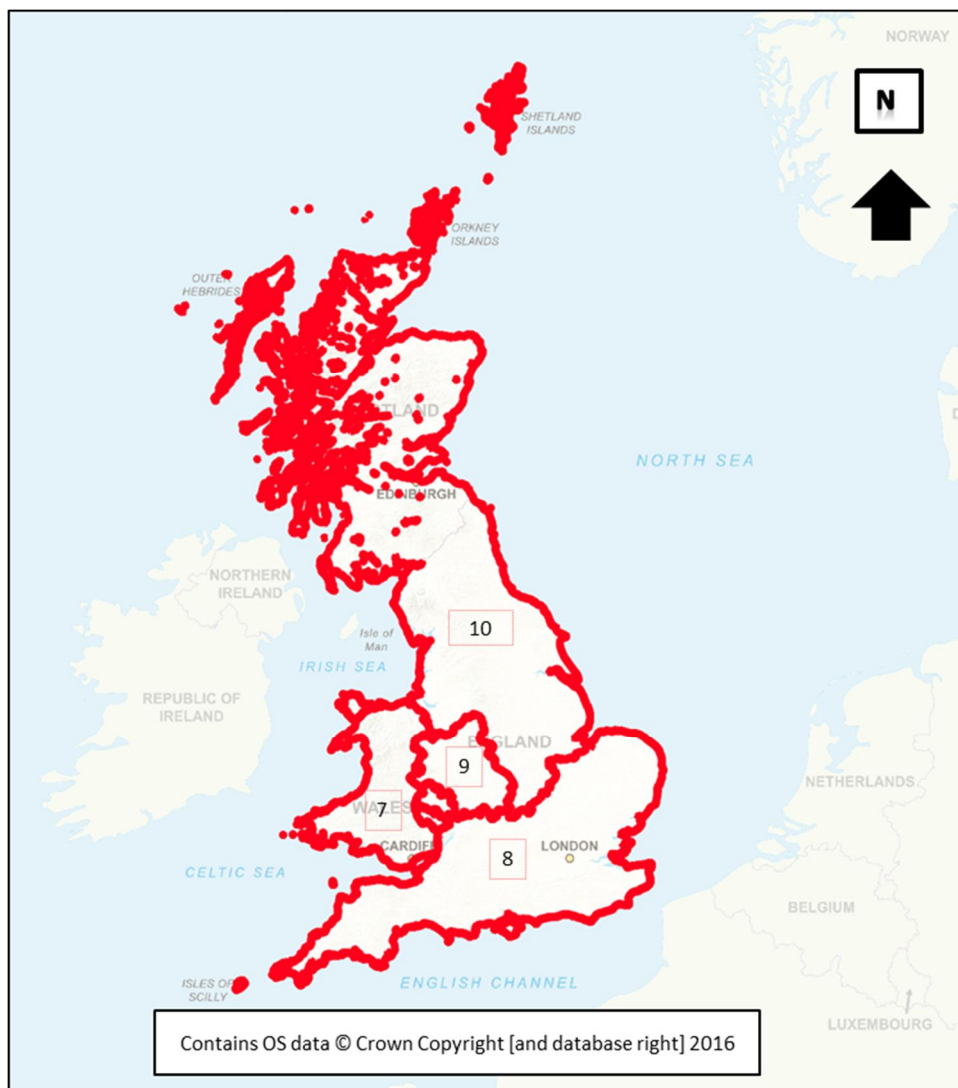 NORWAY
N
SHETLAND
ISLANDS
ORKNEY
ISLANDS
OUTER
HEBRIDES
TLAND
NORTH SEA
EDINBURGH
NORTHERN
IRELAND
10
Isle of
Man
IRISH SEA
REPUBLIC OF
IRELAND
ENGLAND
9
NETHERLANDS
WALES
7
CARDIFF
LONDON
8
CELTIC SEA
BELGIUM
ISLES OF
SCILLY
ENGLISH CHANNEL
LUXEMBOURG
Contains OS data © Crown Copyright [and database right] 2016